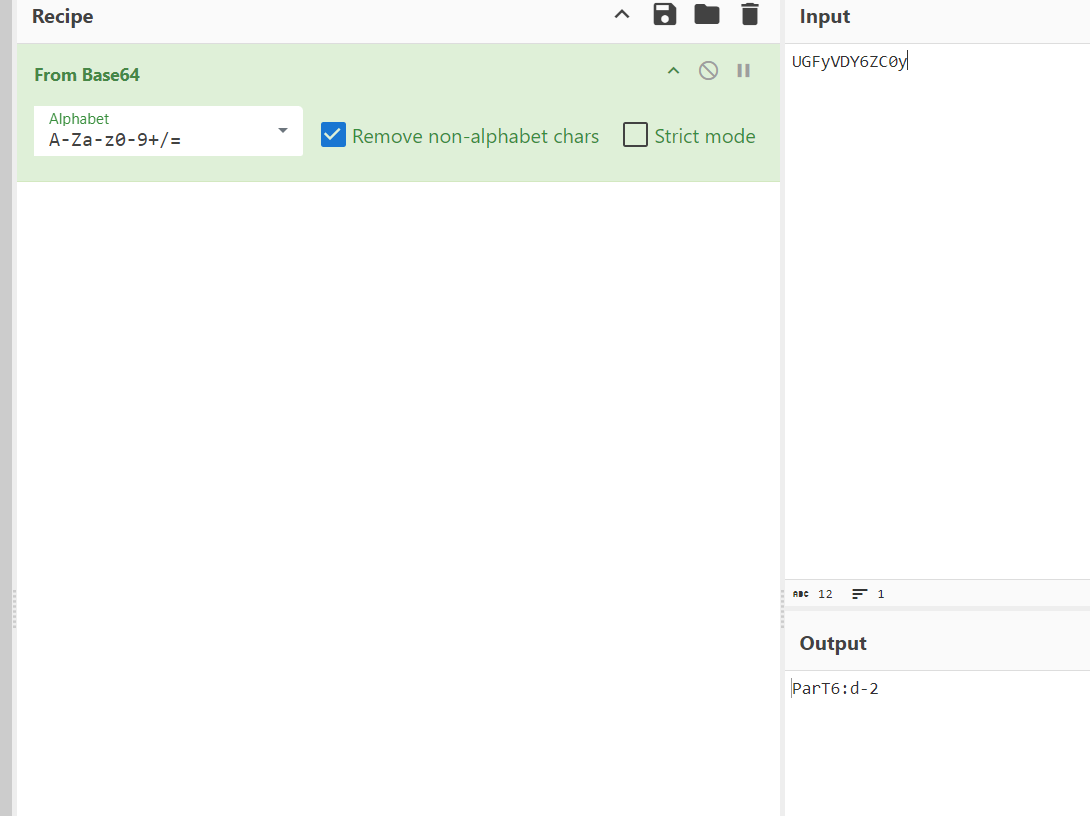 Recipe
From Base64
Alphabet
A-Za-z0-9+/=
Remove non-alphabet chars
Strict mode
Input
UGFyVDY6ZC0y
ABC 12 1
Output
ParT6:d-2